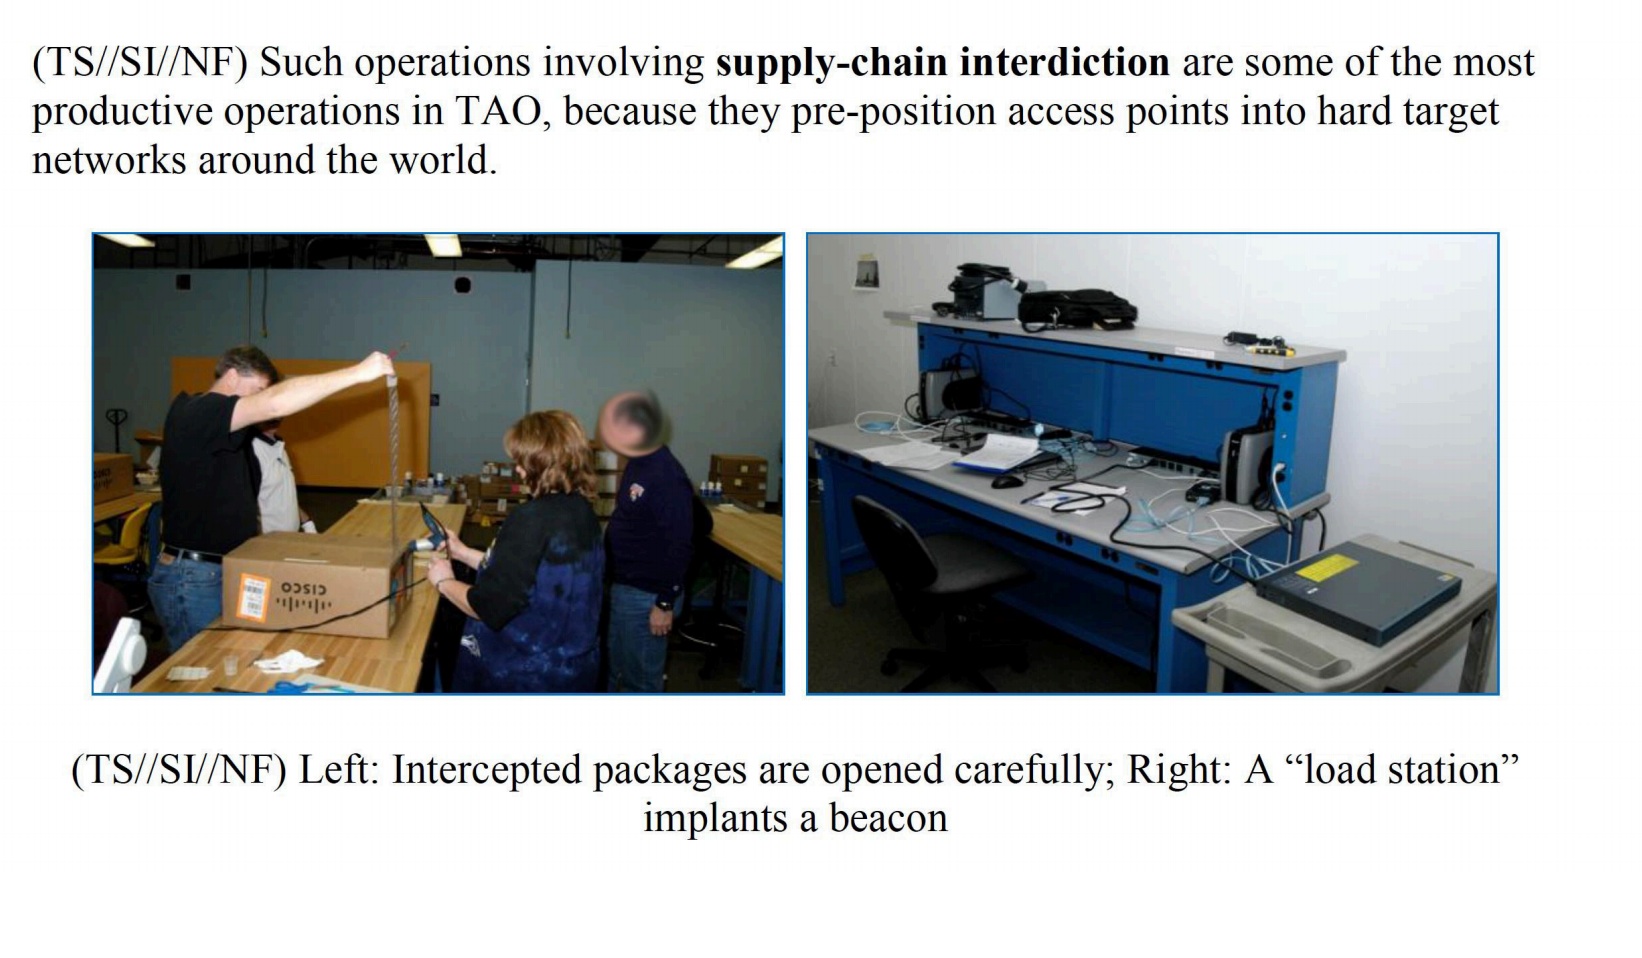 (TS//SI//NF) Such operations involving supply-chain interdiction are some of the most
productive operations in TAO, because they pre-position access points into hard target
networks around the world.
CISCO
(TS//SI//NF) Left: Intercepted packages are opened carefully; Right: A “load station”
implants a beacon